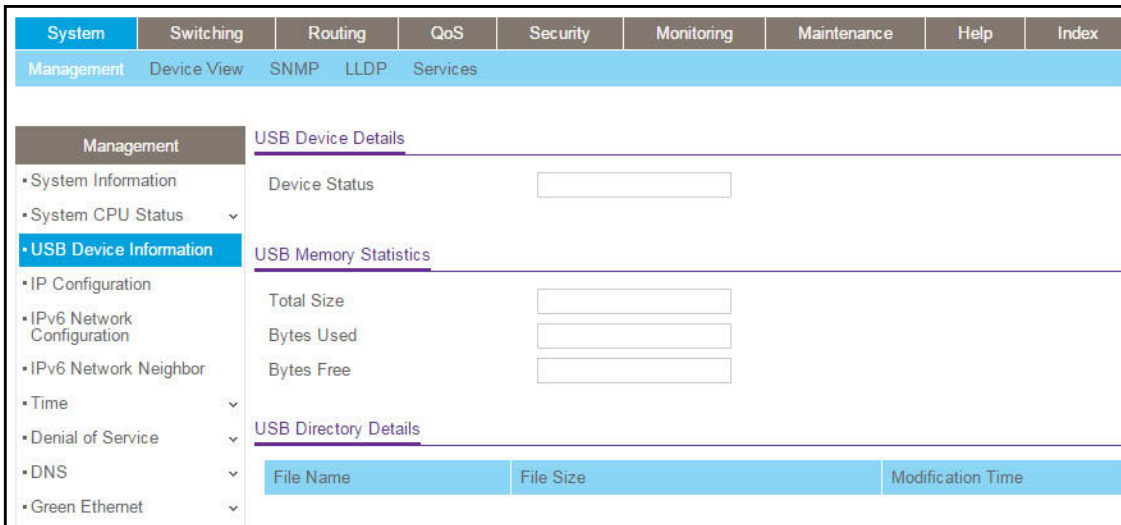 System Switching Routing QoS Security Monitoring Maintenance Help Index
Management Device View SNMP LLDP Services
Management
System Information
System CPU Status
USB Device Information
IP Configuration
IPv6 Network
Configuration
IPv6 Network Neighbor
Time
Denial of Service
DNS
Green Ethernet
USB Device Details
Device Status
USB Memory Statistics
Total Size
Bytes Used
Bytes Free
USB Directory Details
File Name File Size Modification Time